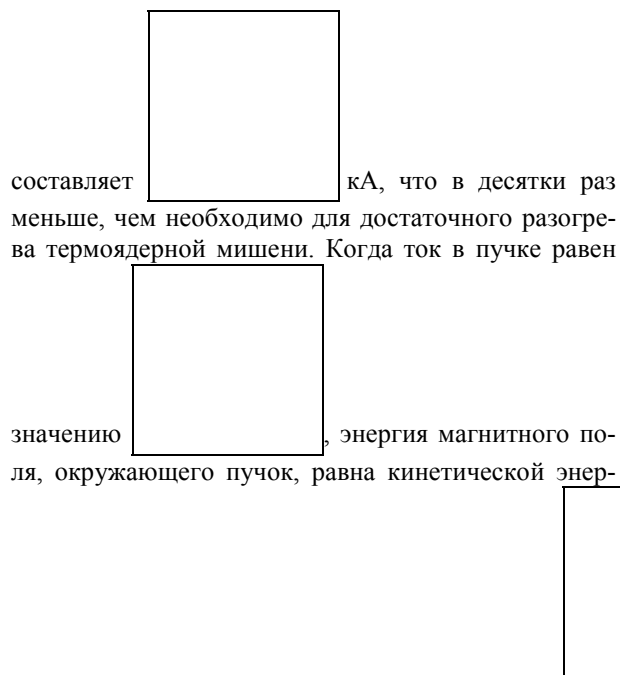 составляет кА, что в десятки раз
меньше, чем необходимо для достаточного разогре-
ва термоядерной мишени. Когда ток в пучке равен
значению , энергия магнитного по-
ля, окружающего пучок, равна кинетической энер-